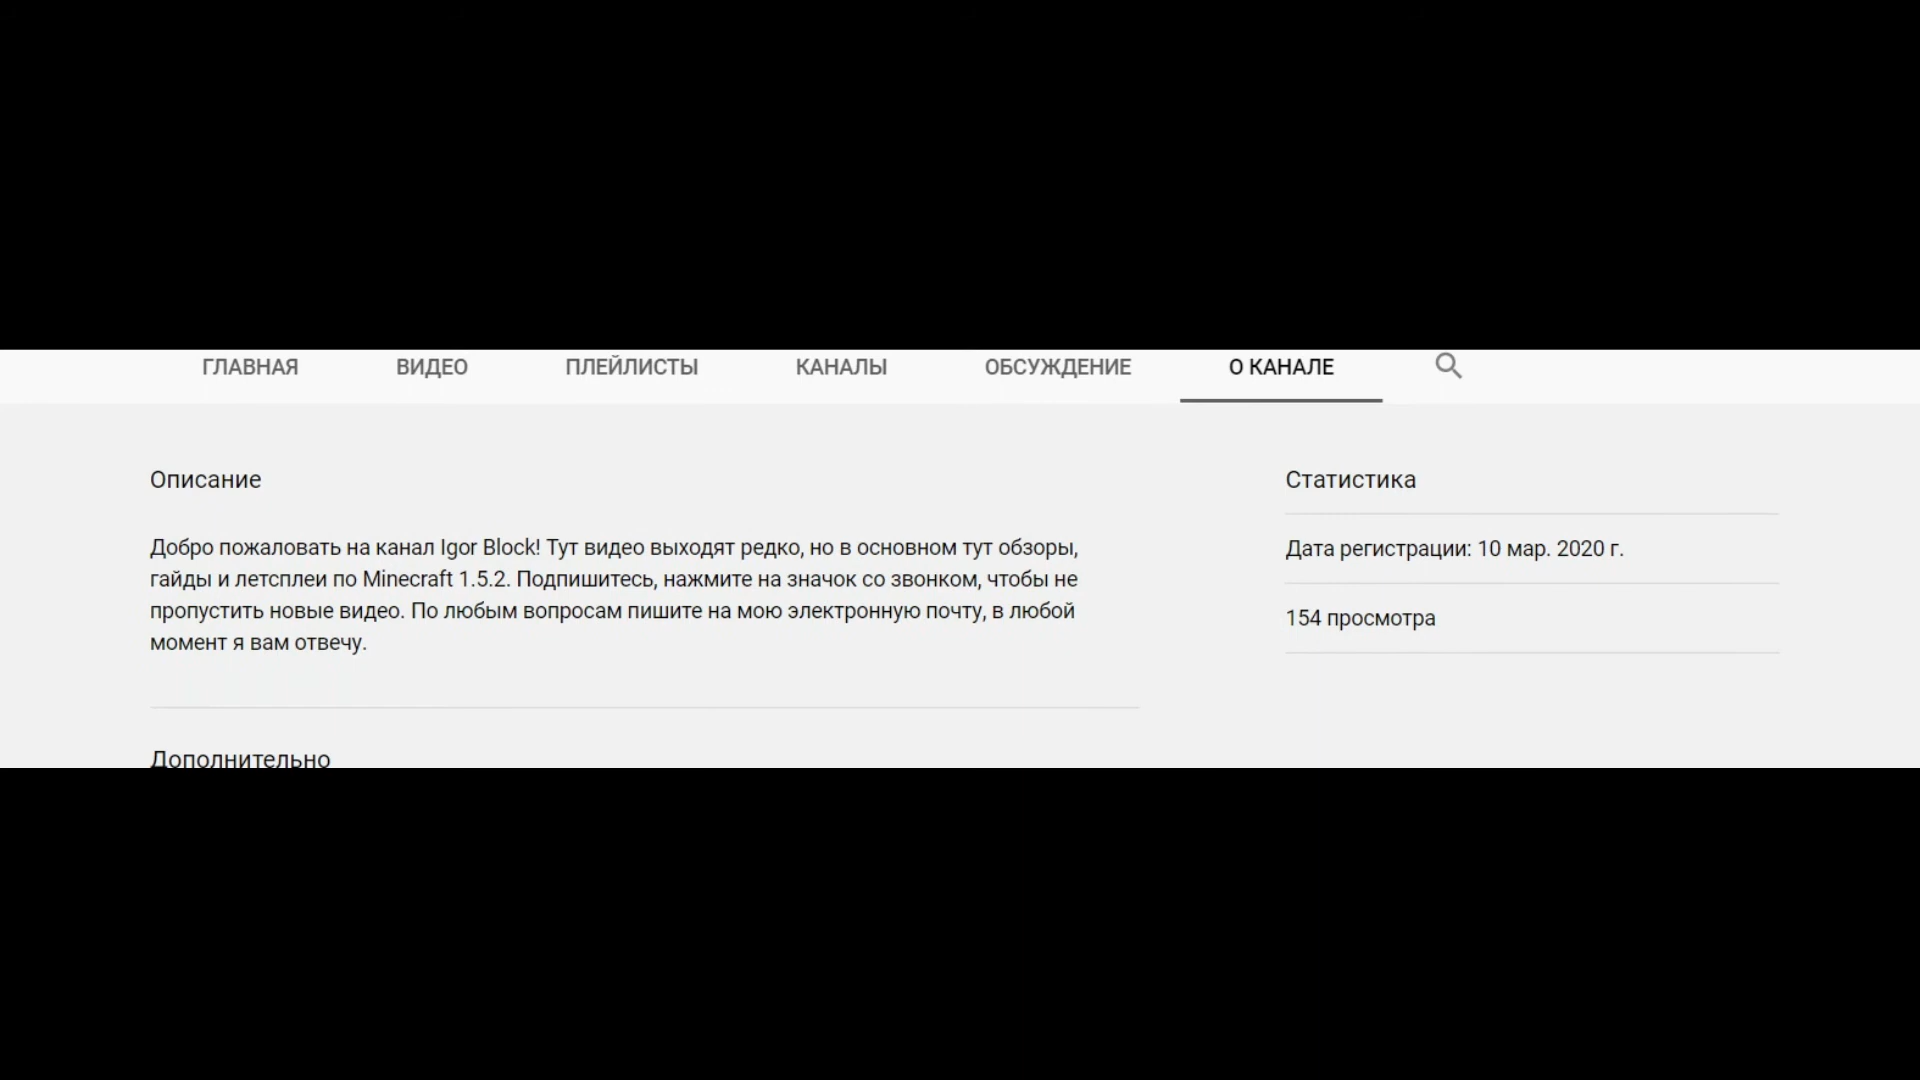 ГЛАВНАЯ ВИДЕО ПЛЕЙЛИСТЫ КАНАЛЫ ОБСУЖДЕНИЕ О КАНАЛЕ
Описание
Добро пожаловать на канал Igor Block! Тут видео выходят редко, но в основном тут обзоры,
гайды и летсплеи по Minecraft 1.5.2. Подпишитесь, нажмите на значок со звонком, чтобы не
пропустить новые видео. По любым вопросам пишите на мою электронную почту, в любой
момент я вам отвечу.
Дополнительно
Статистика
Дата регистрации: 10 мар. 2020 г.
154 просмотра